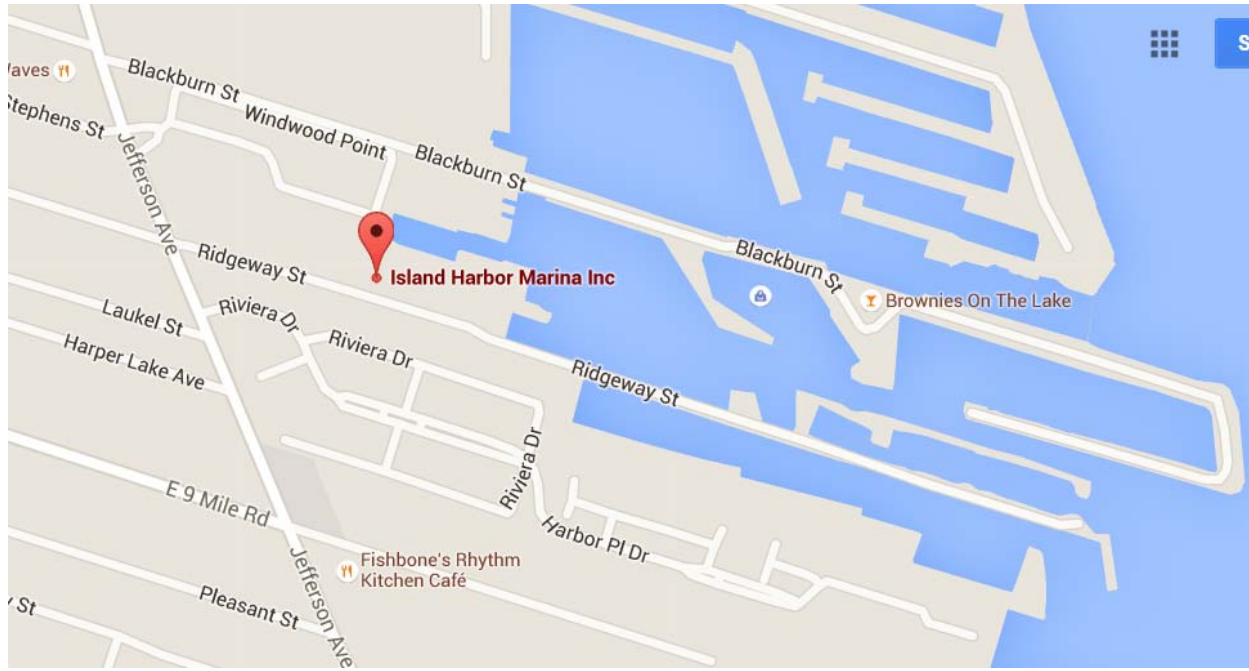 Blackburn St
Windwood Point
Blackburn St
Stephens St
Jefferson Ave
Ridgeway St
Island Harbor Marina Inc
Blackburn St
Brownies On The Lake
Laukel St
Riviera Dr
Riviera Dr
Harper Lake Ave
Ridgeway St
Riviera Dr
E 9 Mile Rd
Harbor Pl Dr
Fishbone's Rhythm
Kitchen Café
Jefferson Ave
Pleasant St
St